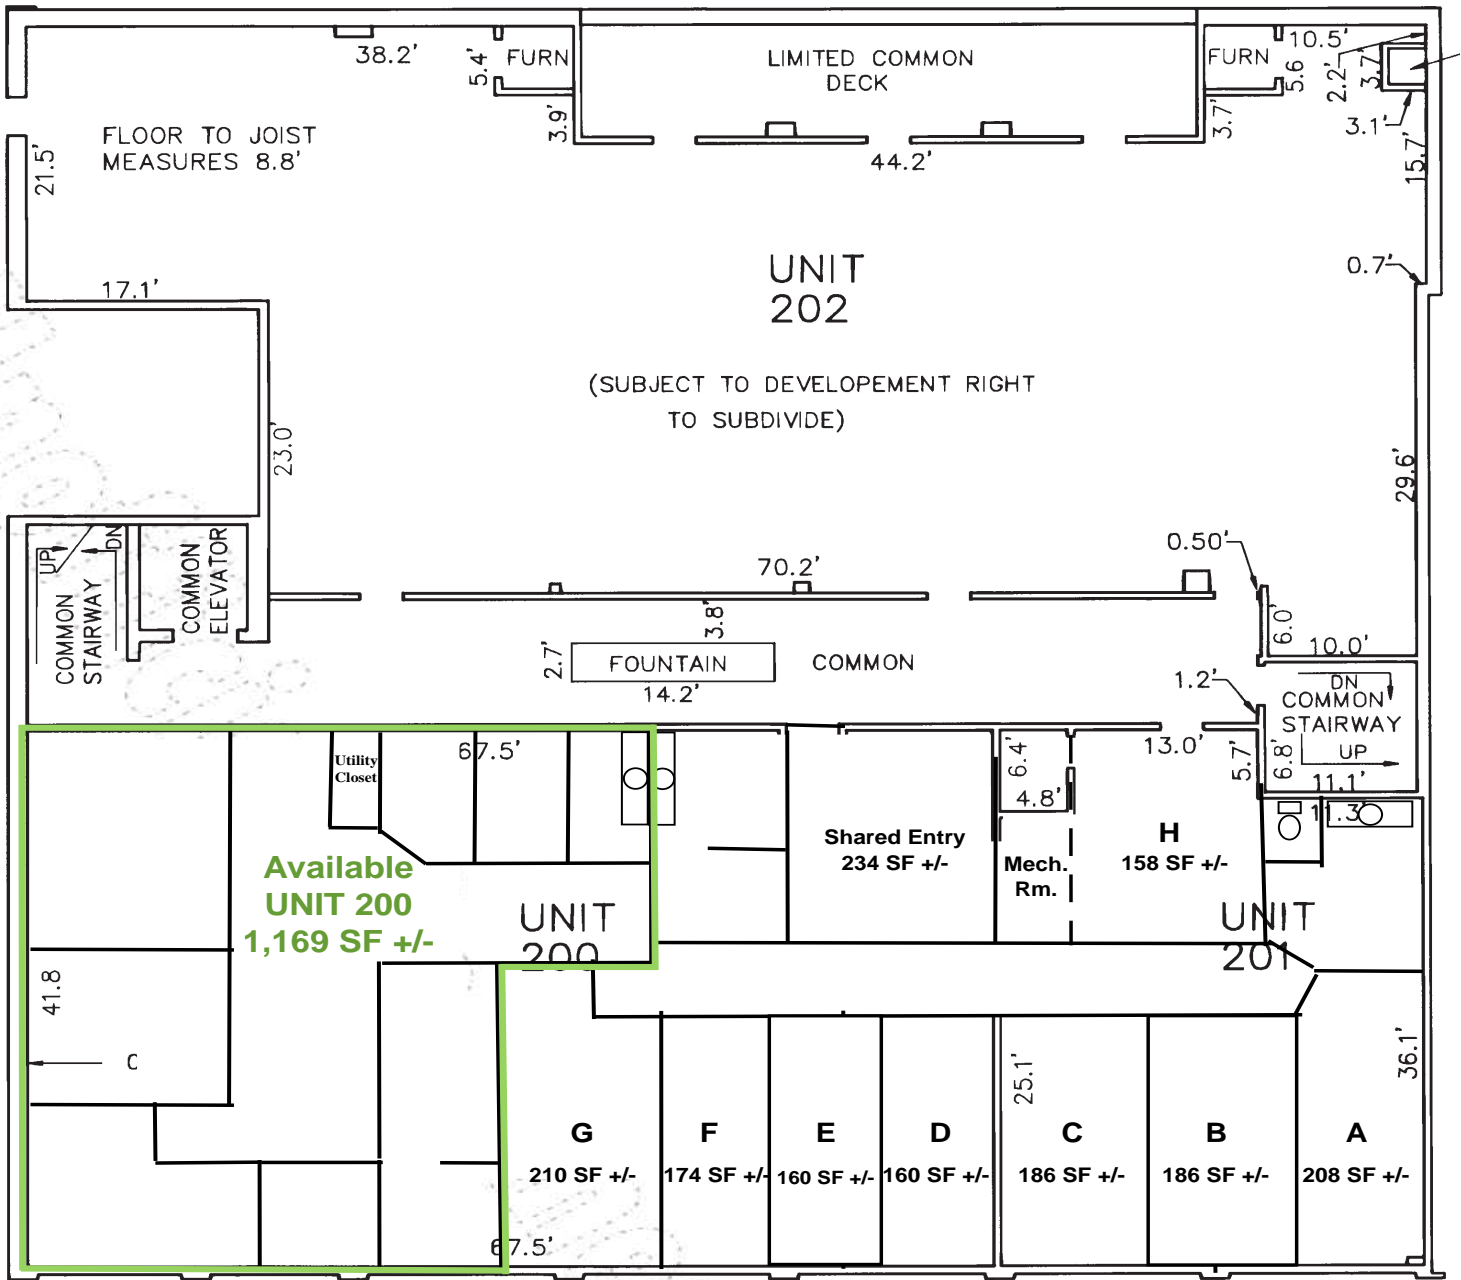 38.2'
5.4'
FURN
LIMITED COMMON
DECK
FURN
5.6
10.5'
2.2'
3.7'
3.1'
3.9'
3.7'
44.2'
15.7'
FLOOR TO JOIST
MEASURES 8.8'
21.5'
17.1'
UNIT
202
0.7'
(SUBJECT TO DEVELOPEMENT RIGHT
TO SUBDIVIDE)
23.0'
29.6'
UP
DN
COMMON
STAIRWAY
COMMON
ELEVATOR
70.2'
0.50'
3.8'
6.0'
10.0'
2.7'
FOUNTAIN
COMMON
14.2'
1.2'
DN
COMMON
STAIRWAY
UP
6.8'
11.1'
11.3'
67.5'
Utility
Closet
6.4'
4.8'
13.0'
5.7'
Available
UNIT 200
1,169 SF +/-
Shared Entry
234 SF +/-
Mech.
Rm.
H
158 SF +/-
UNIT
200
UNIT
201
41.8
C
25.1'
36.1'
G
210 SF +/-
F
174 SF +/-
E
160 SF +/-
D
160 SF +/-
C
186 SF +/-
B
186 SF +/-
A
208 SF +/-
67.5'